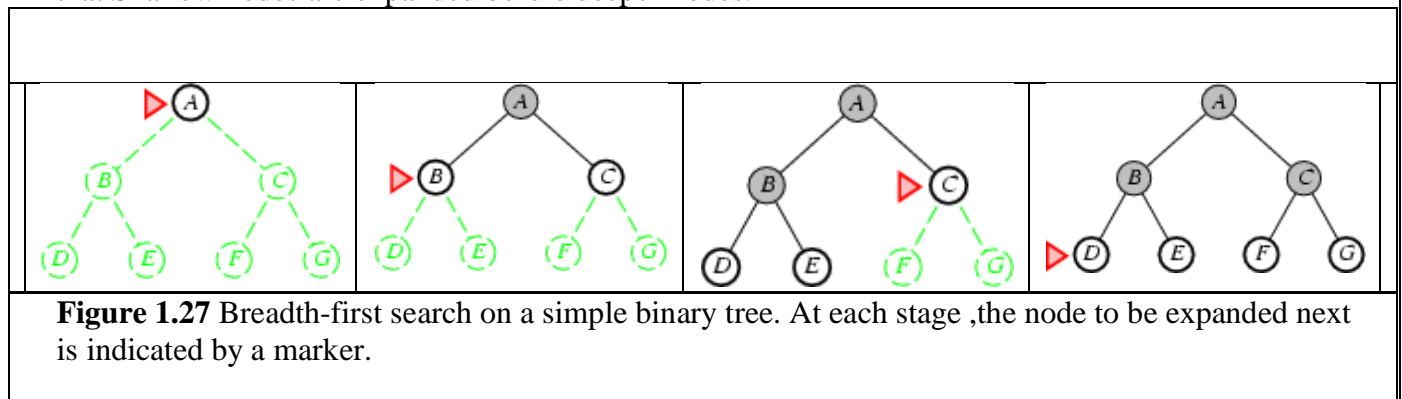 A A A A
B C B C B C B C
D E F G D E F G D E F G D E F G
Figure 1.27 Breadth-first search on a simple binary tree. At each stage ,the node to be expanded next
is indicated by a marker.